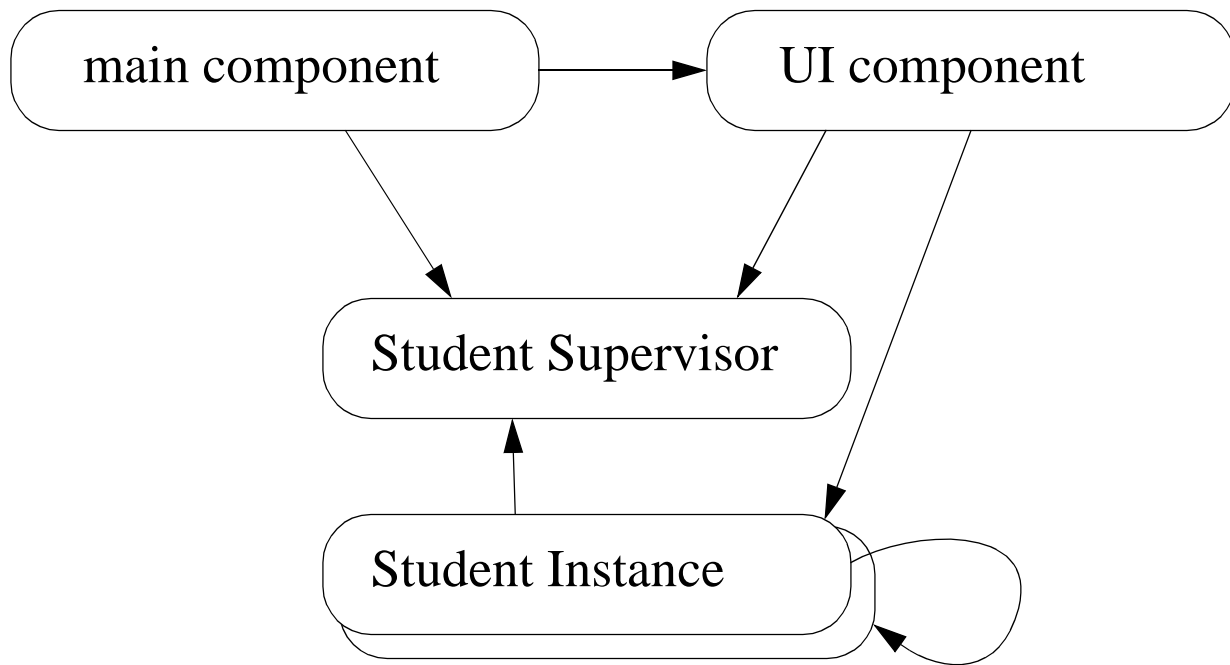 main component
UI component
Student Supervisor
Student Instance